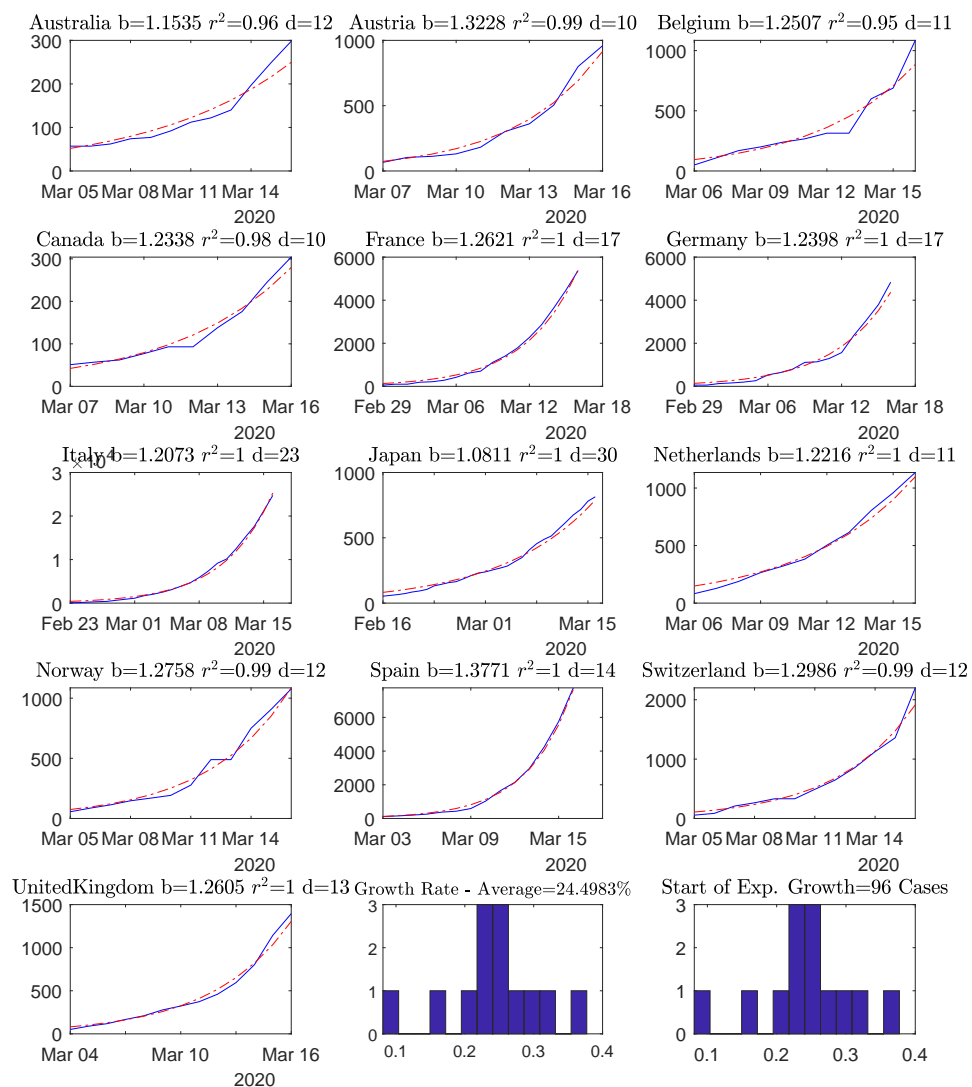 Australia b=1.1535 r²=0.96 d=12
300
200
100
0
Mar 05 Mar 08 Mar 11 Mar 14
2020
Austria b=1.3228 r²=0.99 d=10
1000
500
0
Mar 07 Mar 10 Mar 13 Mar 16
Belgium b=1.2507 r²=0.95 d=11
1000
500
0
Mar 06 Mar 09 Mar 12 Mar 15
2020
Canada b=1.2338 r²=0.98 d=10
300
200
100
0
Mar 07 Mar 10 Mar 13 Mar 16
France b=1.2621 r²=1 d=17
6000
4000
2000
0
Feb 29 Mar 06 Mar 12 Mar 18
2020
Germany b=1.2398 r²=1 d=17
6000
4000
2000
0
Feb 29 Mar 06 Mar 12 Mar 18
2020
Italy b=1.2073 r²=1 d=23
3
2
1
0
Feb 23 Mar 01 Mar 08 Mar 15
2020
Japan b=1.0811 r²=1 d=30
1000
500
0
Feb 16 Mar 01 Mar 15
2020
Netherlands b=1.2216 r²=1 d=11
1000
500
0
Mar 06 Mar 09 Mar 12 Mar 15
2020
Norway b=1.2758 r²=0.99 d=12
1000
500
0
Mar 05 Mar 08 Mar 11 Mar 14
2020
Spain b=1.3771 r²=1 d=14
6000
4000
2000
0
Mar 03 Mar 09 Mar 15
2020
Switzerland b=1.2986 r²=0.99 d=12
2000
1000
0
Mar 05 Mar 08 Mar 11 Mar 14
2020
UnitedKingdom b=1.2605 r²=1 d=13
1500
1000
500
0
Mar 04 Mar 10 Mar 16
2020
Growth Rate - Average=24.4983%
3
2
1
0
0.1 0.2 0.3 0.4
Start of Exp. Growth=96 Cases
3
2
1
0
0.1 0.2 0.3 0.4